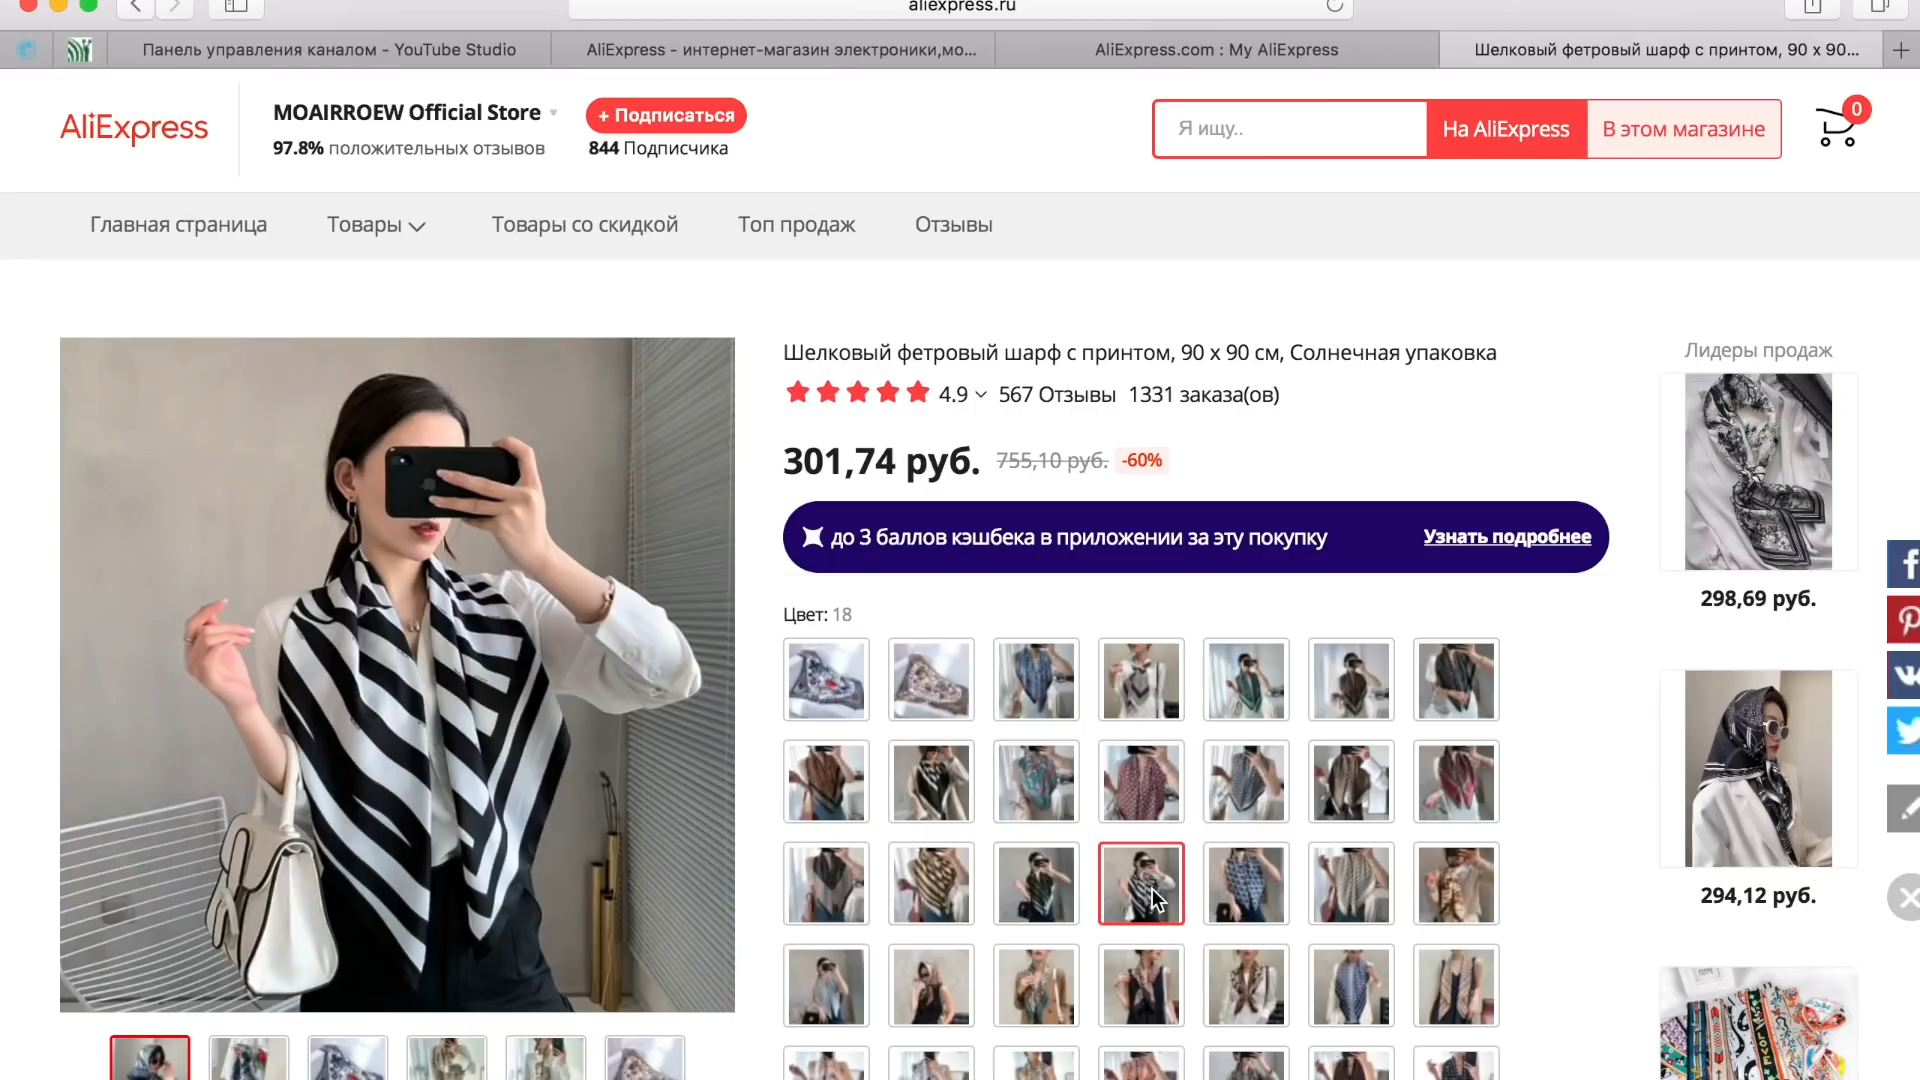 aliexpress.ru
Панель управления каналом - YouTube Studio
AliExpress - интернет-магазин электроники,мо...
AliExpress.com : My AliExpress
Шелковый фетровый шарф с принтом, 90 x 90...
AliExpress
MOAIRROEW Official Store
97.8% положительных отзывов
+ Подписаться
844 Подписчика
Я ищу..
На AliExpress
В этом магазине
0
Главная страница
Товары
Товары со скидкой
Топ продаж
Отзывы
Шелковый фетровый шарф с принтом, 90 x 90 см, Солнечная упаковка
4.9
567 Отзывы
1331 заказа(ов)
301,74 руб.
755,10 руб.
-60%
до 3 баллов кэшбека в приложении за эту покупку
Узнать подробнее
Цвет: 18
Лидеры продаж
298,69 руб.
294,12 руб.